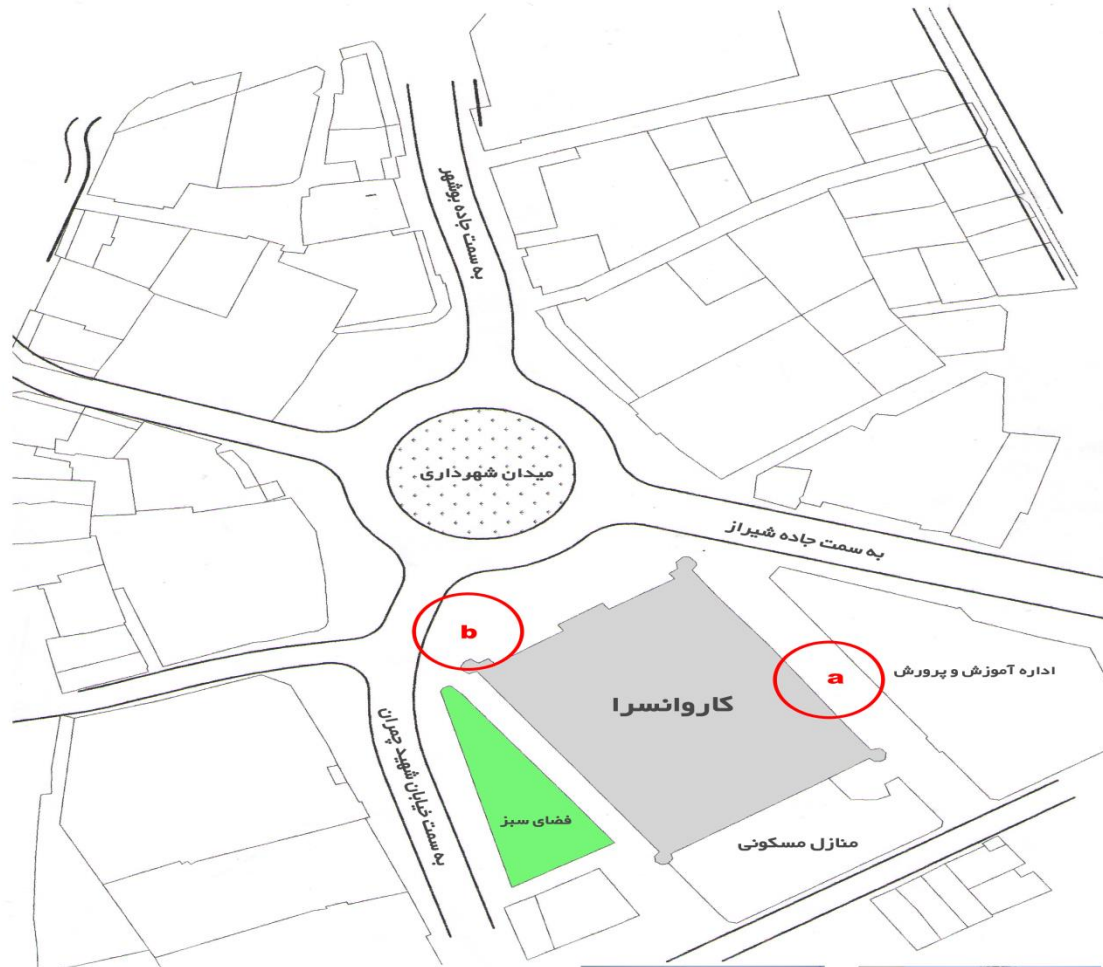 به سمت جاده بوشهر
میدان شهرداری
به سمت جاده شیراز
b
a
اداره آموزش و پرورش
کاروانسرا
به سمت خیابان شهید چمران
فضای سبز
منازل مسکونی